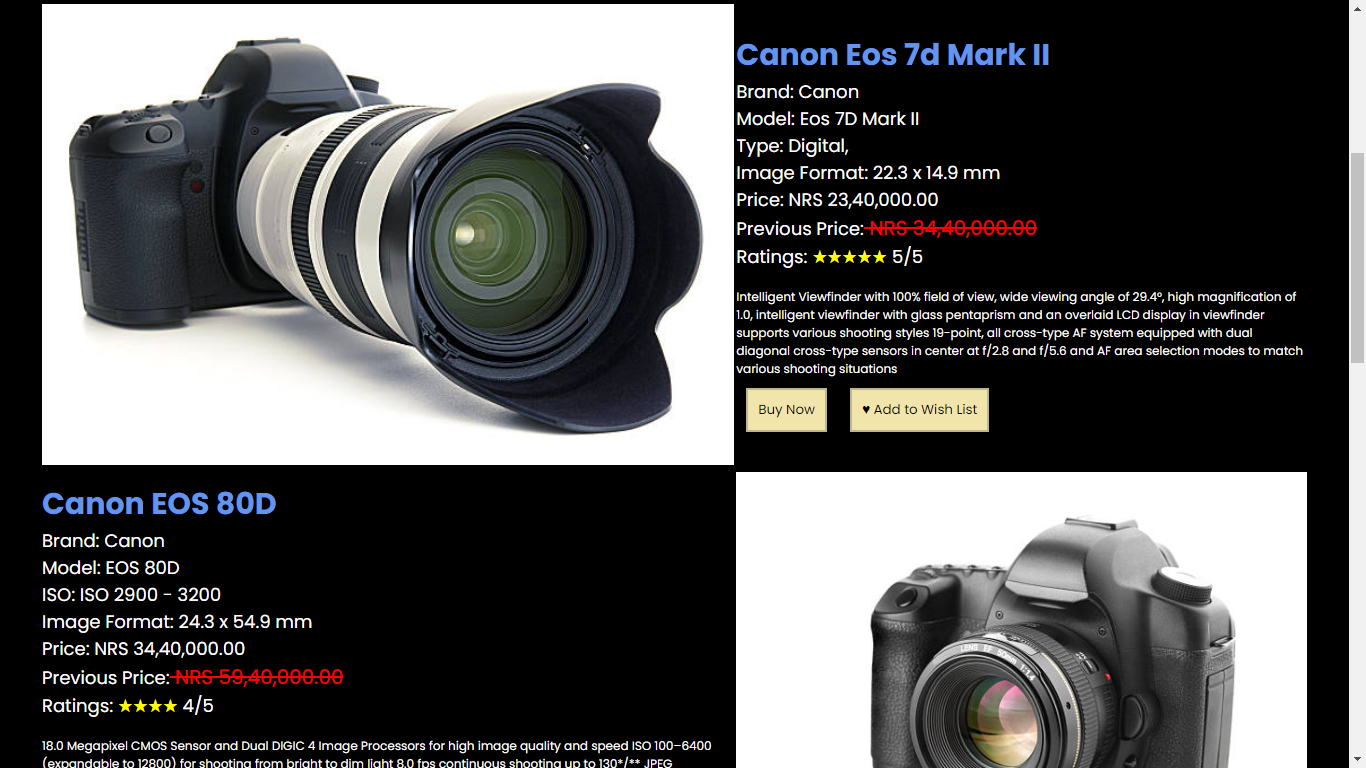 Canon Eos 7d Mark II
Brand: Canon
Model: Eos 7D Mark II
Type: Digital,
Image Format: 22.3 x 14.9 mm
Price: NRS 23,40,000.00
Previous Price: NRS 34,40,000.00
Ratings: ★★★★★ 5/5
Intelligent Viewfinder with 100% field of view, wide viewing angle of 29.4º, high magnification of
1.0, intelligent viewfinder with glass pentaprism and an overlaid LCD display in viewfinder
supports various shooting styles 19-point, all cross-type AF system equipped with dual
diagonal cross-type sensors in center at f/2.8 and f/5.6 and AF area selection modes to match
various shooting situations
Buy Now
♥ Add to Wish List
Canon EOS 80D
Brand: Canon
Model: EOS 80D
ISO: ISO 2900 - 3200
Image Format: 24.3 x 54.9 mm
Price: NRS 34,40,000.00
Previous Price: NRS 59,40,000.00
Ratings: ★★★★ 4/5
18.0 Megapixel CMOS Sensor and Dual DIGIC 4 Image Processors for high image quality and speed ISO 100–6400
(expandable to 12800) for shooting from bright to dim light 8.0 fps continuous shooting up to 130*/** JPEG
LENS EF 50mm 1:1.4